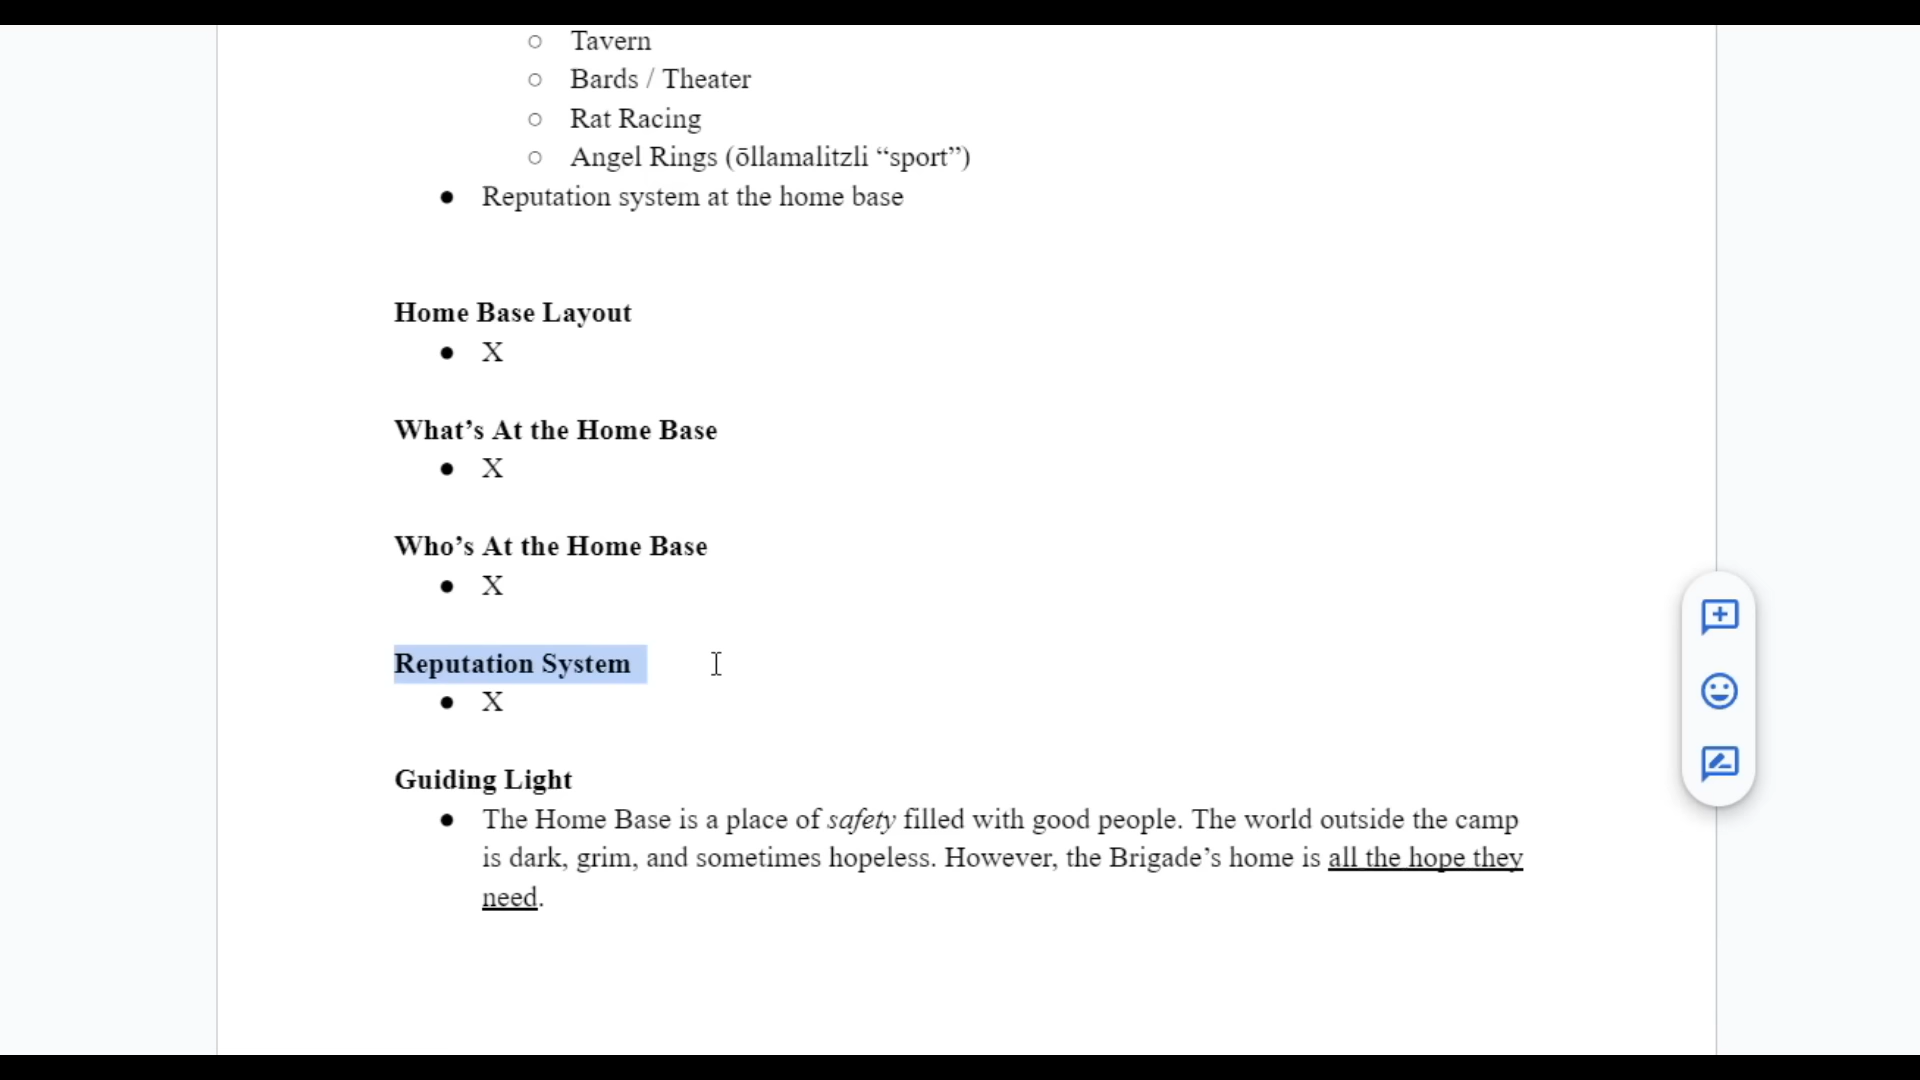 ○ Tavern
○ Bards / Theater
○ Rat Racing
○ Angel Rings (ōllamalitzli “sport”)
● Reputation system at the home base
Home Base Layout
● X
What’s At the Home Base
● X
Who’s At the Home Base
● X
Reputation System
● X
Guiding Light
● The Home Base is a place of safety filled with good people. The world outside the camp
is dark, grim, and sometimes hopeless. However, the Brigade’s home is all the hope they
need.